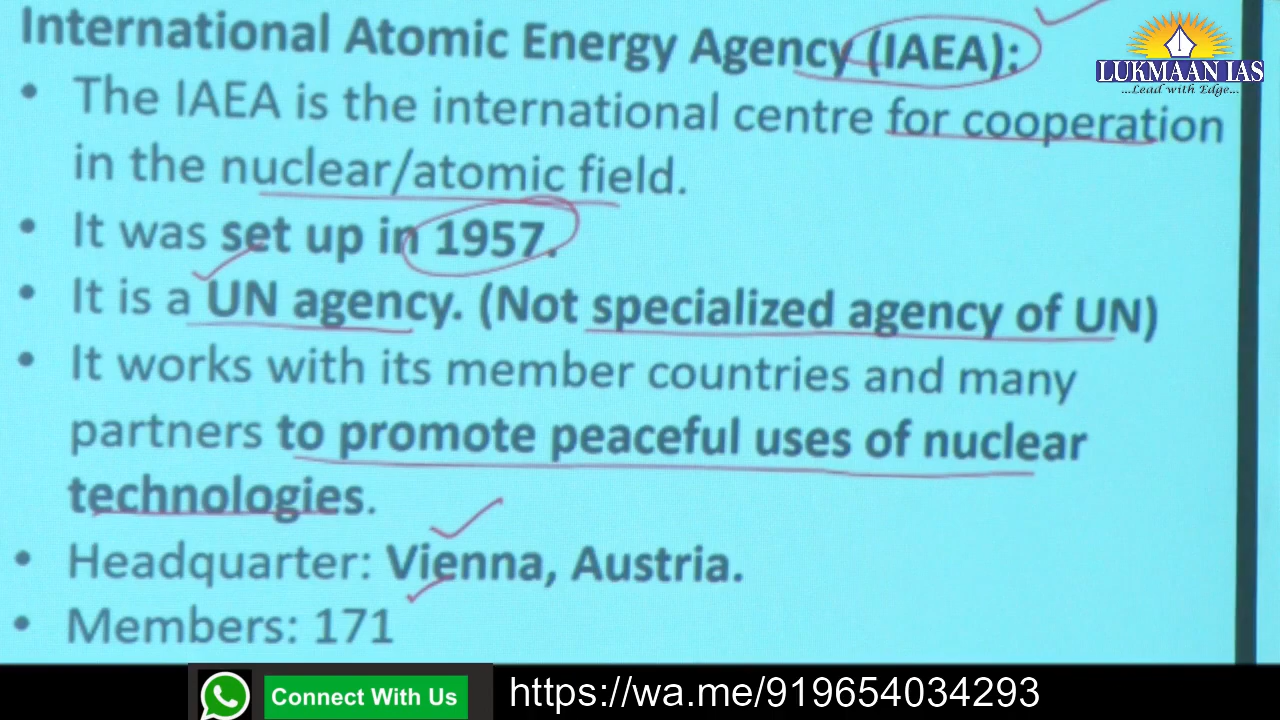 International Atomic Energy Agency (IAEA):
LUKMAAN IAS
...Lead with Edge...
• The IAEA is the international centre for cooperation
in the nuclear/atomic field.
• It was set up in 1957.
• It is a UN agency. (Not specialized agency of UN)
• It works with its member countries and many
partners to promote peaceful uses of nuclear
technologies.
• Headquarter: Vienna, Austria.
• Members: 171
Connect With Us
https://wa.me/919654034293